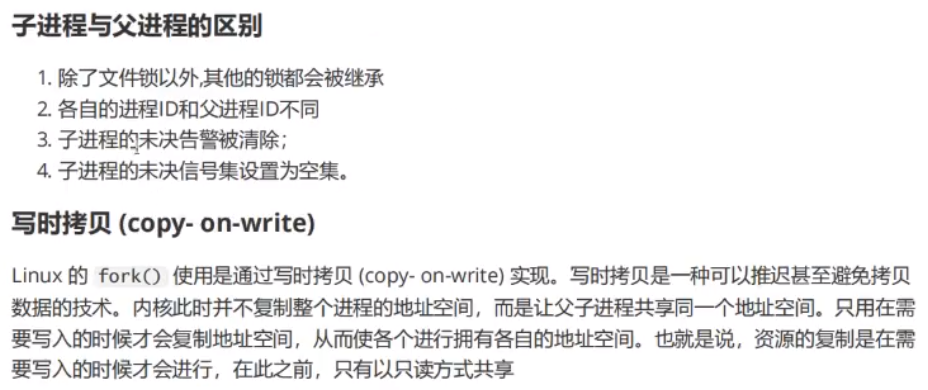 子进程与父进程的区别
1. 除了文件锁以外,其他的锁都会被继承
2. 各自的进程ID和父进程ID不同
3. 子进程的未决告警被清除；
4. 子进程的未决信号集设置为空集。
写时拷贝 (copy- on-write)
Linux 的 fork() 使用是通过写时拷贝 (copy- on-write) 实现。写时拷贝是一种可以推迟甚至避免拷贝
数据的技术。内核此时并不复制整个进程的地址空间，而是让父子进程共享同一个地址空间。只用在需
要写入的时候才会复制地址空间，从而使各个进行拥有各自的地址空间。也就是说，资源的复制是在需
要写入的时候才会进行，在此之前，只有以只读方式共享